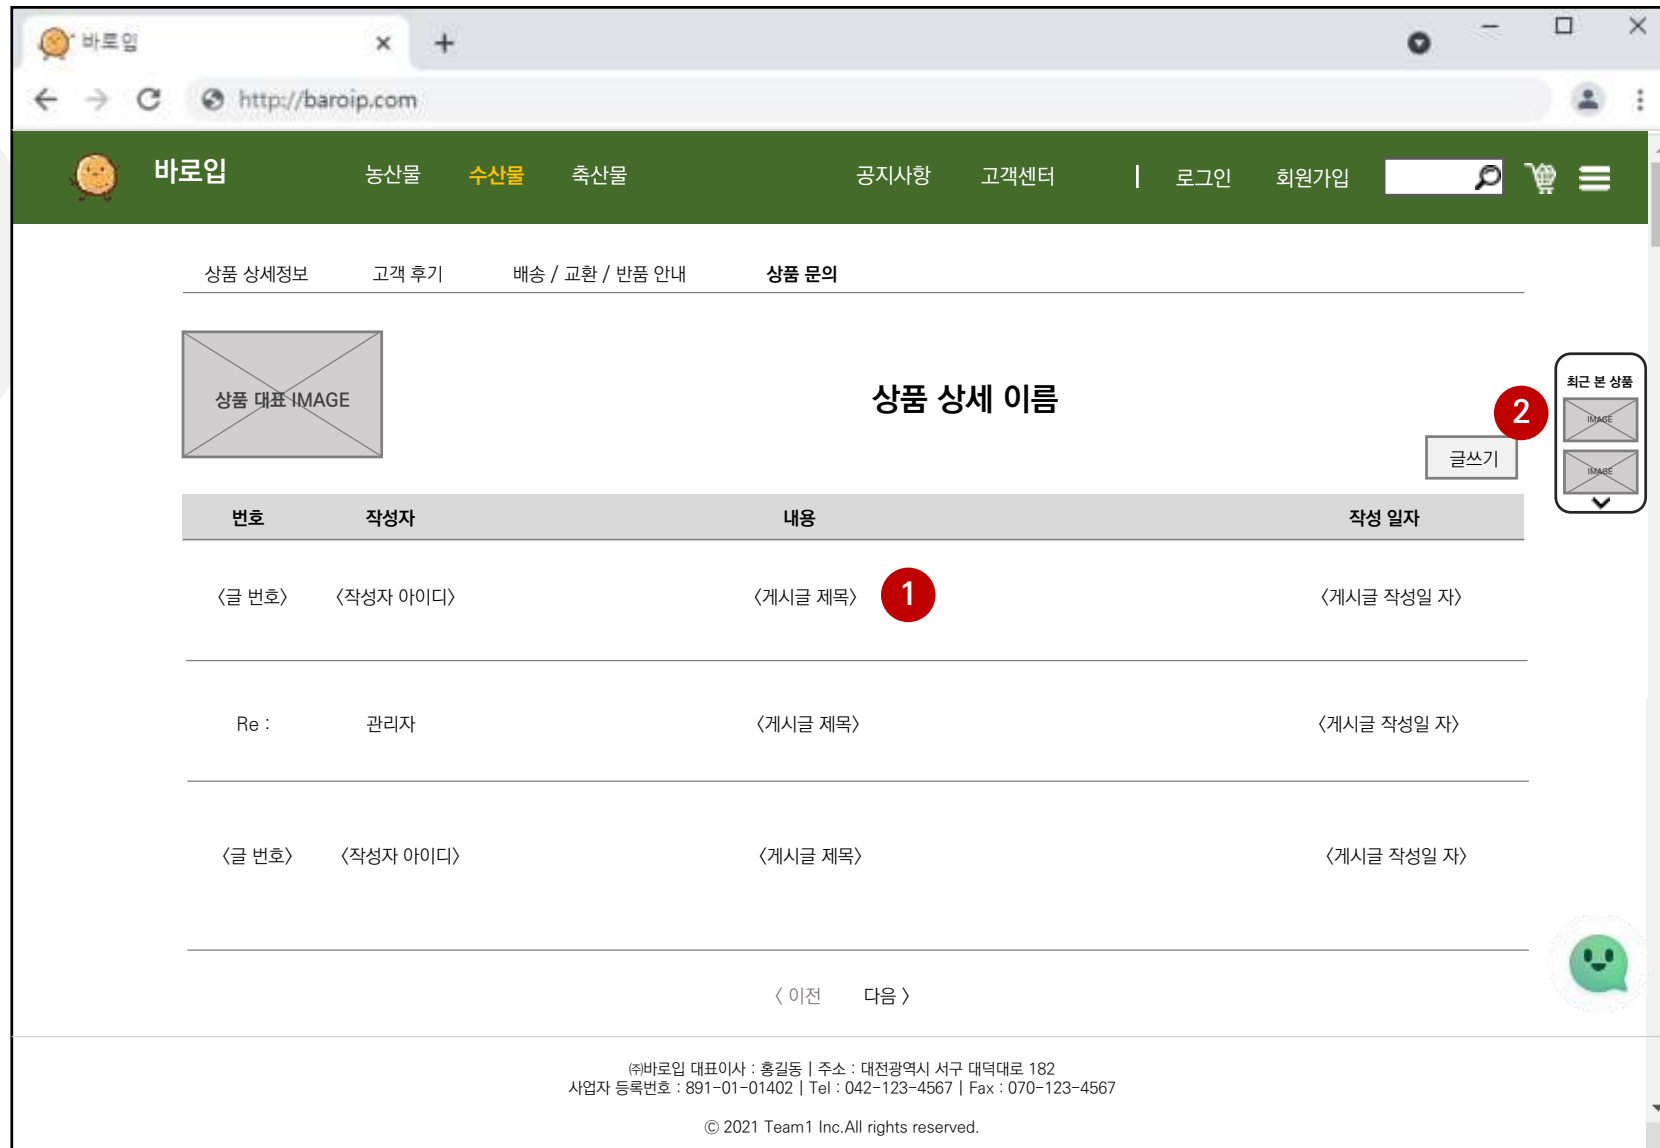 바로입
http://baroip.com
바로입 농산물 수산물 축산물 공지사항 고객센터 | 로그인 회원가입
상품 상세정보 고객 후기 배송 / 교환 / 반품 안내 상품 문의
상품 대표 IMAGE
상품 상세 이름
최근 본 상품
2
IMAGE
글쓰기
IMAGE
번호 작성자 내용 작성 일자
<글 번호> <작성자 아이디> <게시글 제목> 1 <게시글 작성일 자>
Re : 관리자 <게시글 제목> <게시글 작성일 자>
<글 번호> <작성자 아이디> <게시글 제목> <게시글 작성일 자>
< 이전 다음 >
㈜바로입 대표이사 : 홍길동 | 주소 : 대전광역시 서구 대덕대로 182
사업자 등록번호 : 891-01-01402 | Tel : 042-123-4567 | Fax : 070-123-4567
© 2021 Team1 Inc.All rights reserved.